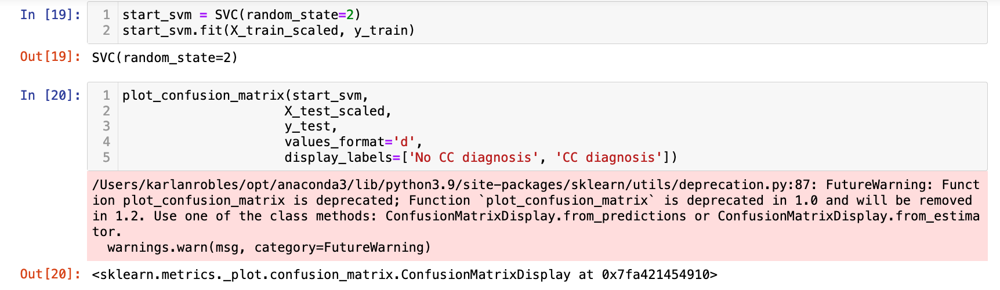 In [19]: 1 start_svm = SVC(random_state=2)
2 start_svm.fit(X_train_scaled, y_train)
Out[19]: SVC(random_state=2)
In [20]: 1 plot_confusion_matrix(start_svm,
2 X_test_scaled,
3 y_test,
4 values_format='d',
5 display_labels=['No CC diagnosis', 'CC diagnosis'])
/Users/karlanrobles/opt/anaconda3/lib/python3.9/site-packages/sklearn/utils/deprecation.py:87: FutureWarning: Funct
ion plot_confusion_matrix is deprecated; Function `plot_confusion_matrix` is deprecated in 1.0 and will be removed
in 1.2. Use one of the class methods: ConfusionMatrixDisplay.from_predictions or ConfusionMatrixDisplay.from_estima
tor.
warnings.warn(msg, category=FutureWarning)
Out[20]: <sklearn.metrics._plot.confusion_matrix.ConfusionMatrixDisplay at 0x7fa421454910>